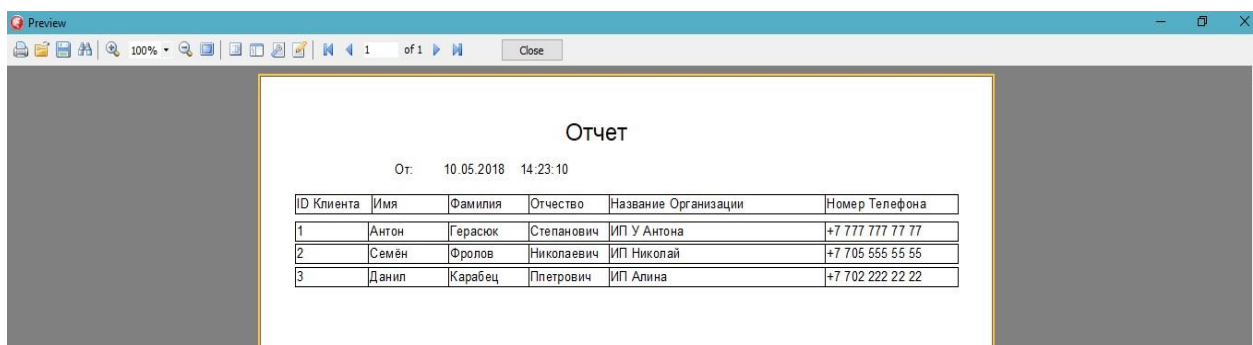 Preview
100% 1 of 1 Close
Отчет
От: 10.05.2018 14:23:10
ID Клиента Имя Фамилия Отчество Название Организации Номер Телефона
1 Антон Герасюк Степанович ИП У Антона +7 777 777 77 77
2 Семён Фролов Николаевич ИП Николай +7 705 555 55 55
3 Данил Карабец Ппетрович ИП Алина +7 702 222 22 22